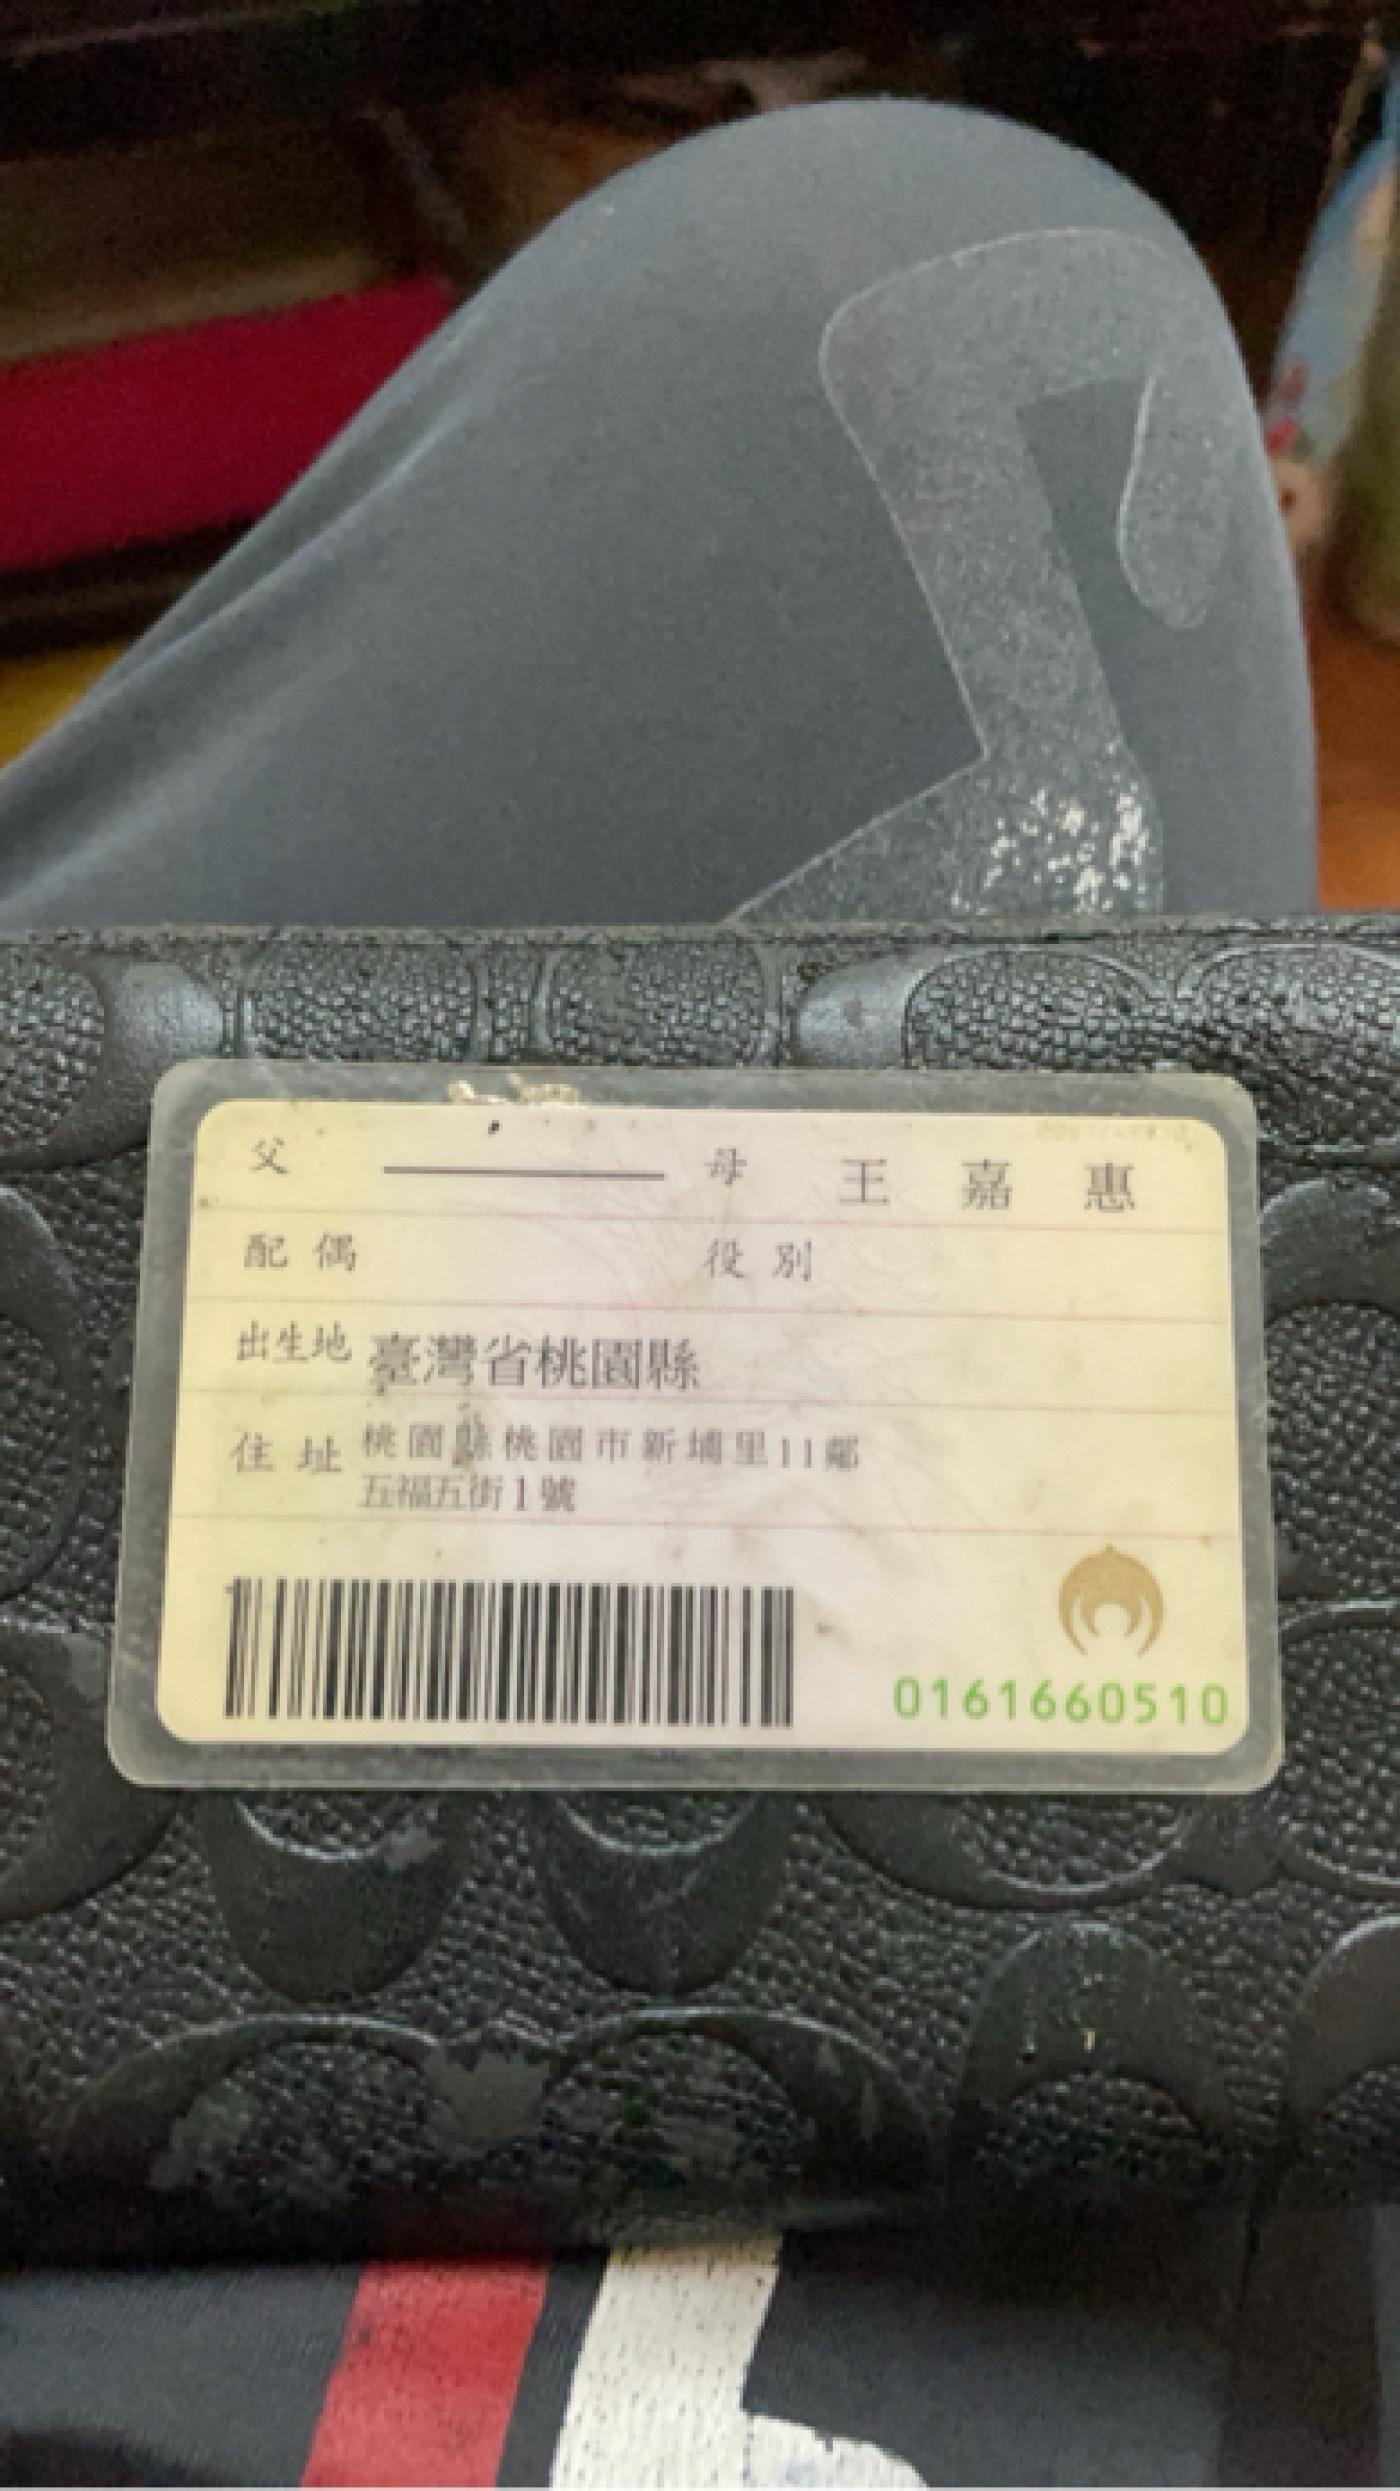 父 母 王嘉惠
配偶 役別
出生地 臺灣省桃園縣
住址 桃園縣桃園市新埔里11鄰
五福五街1號
0161660510